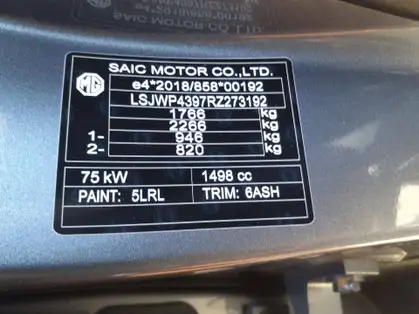 SAIC MOTOR CO.,LTD.
MG
e4*2018/858*00192
LSJWP4397RZ273192
1766 kg
2266 kg
1- 946 kg
2- 820 kg
75 kW 1498 cc
PAINT: 5LRL TRIM: 6ASH